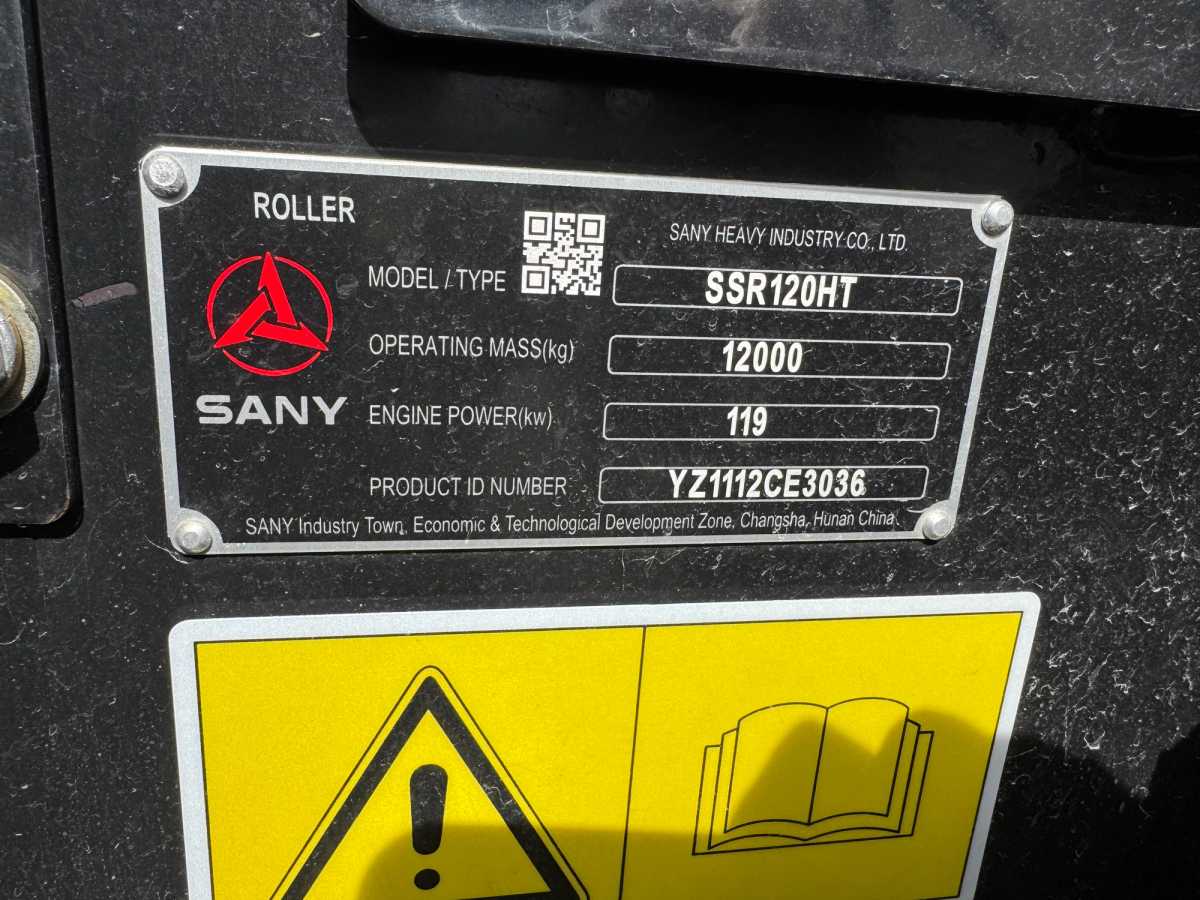 ROLLER
SANY HEAVY INDUSTRY CO., LTD.
MODEL / TYPE SSR120HT
OPERATING MASS(kg) 12000
SANY
ENGINE POWER(kw) 119
PRODUCT ID NUMBER YZ1112CE3036
SANY Industry Town, Economic & Technological Development Zone, Changsha, Hunan China